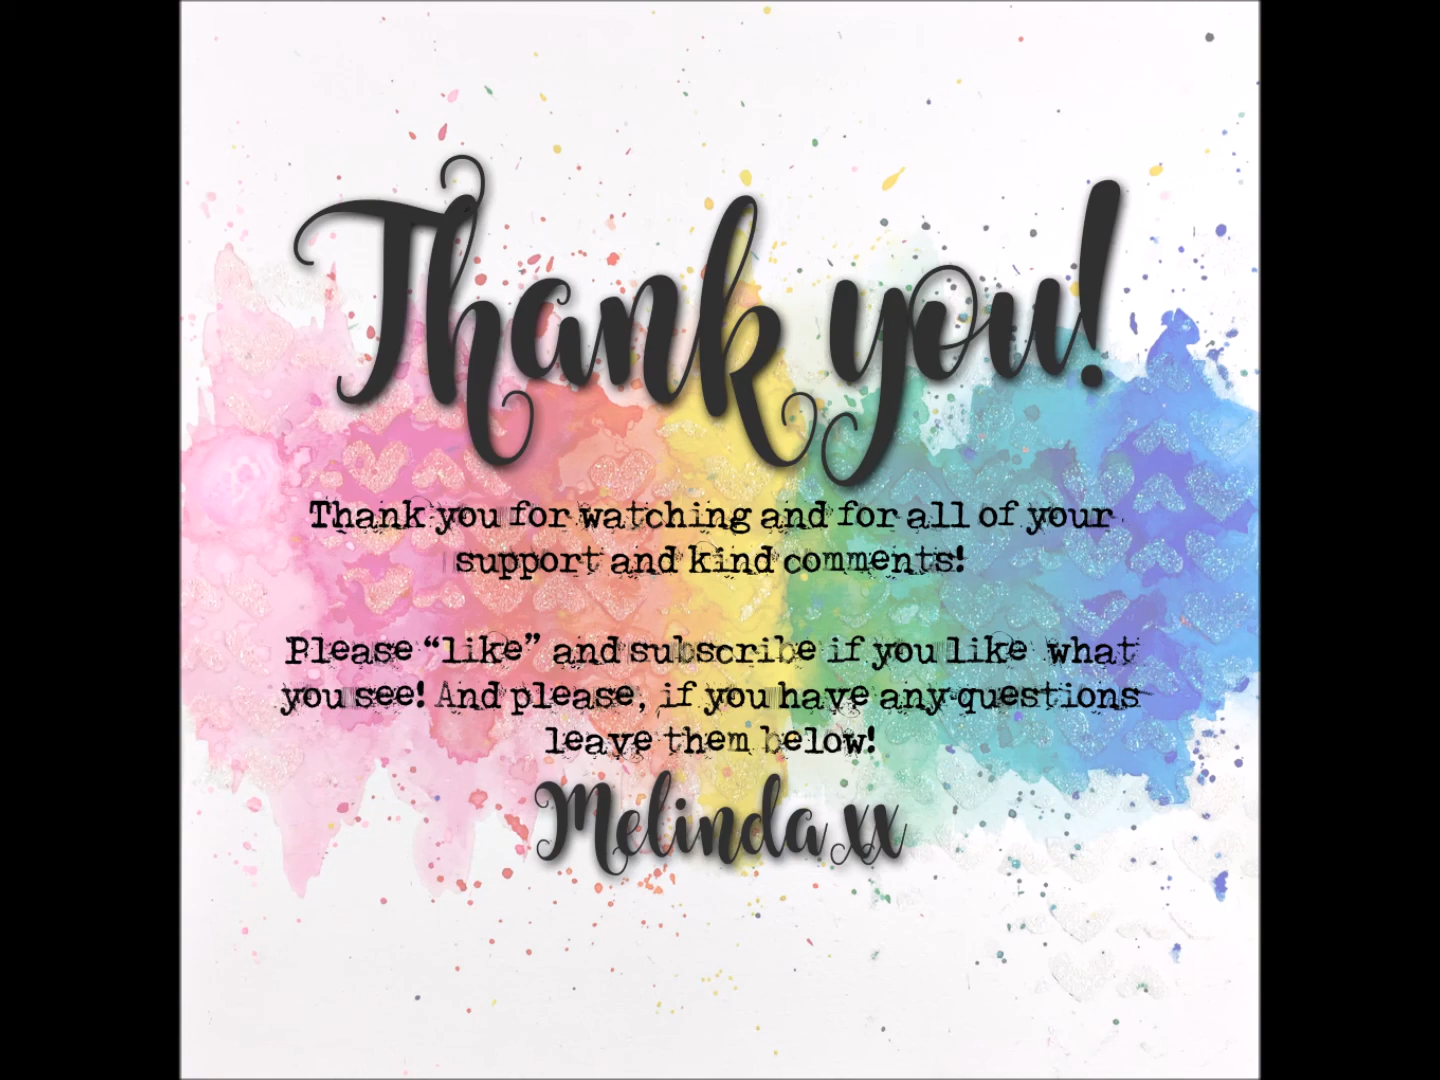 Thank you!
Thank you for watching and for all of your
support and kind comments!
Please “like” and subscribe if you like what
you see! And please, if you have any questions
leave them below!
Melinda xx